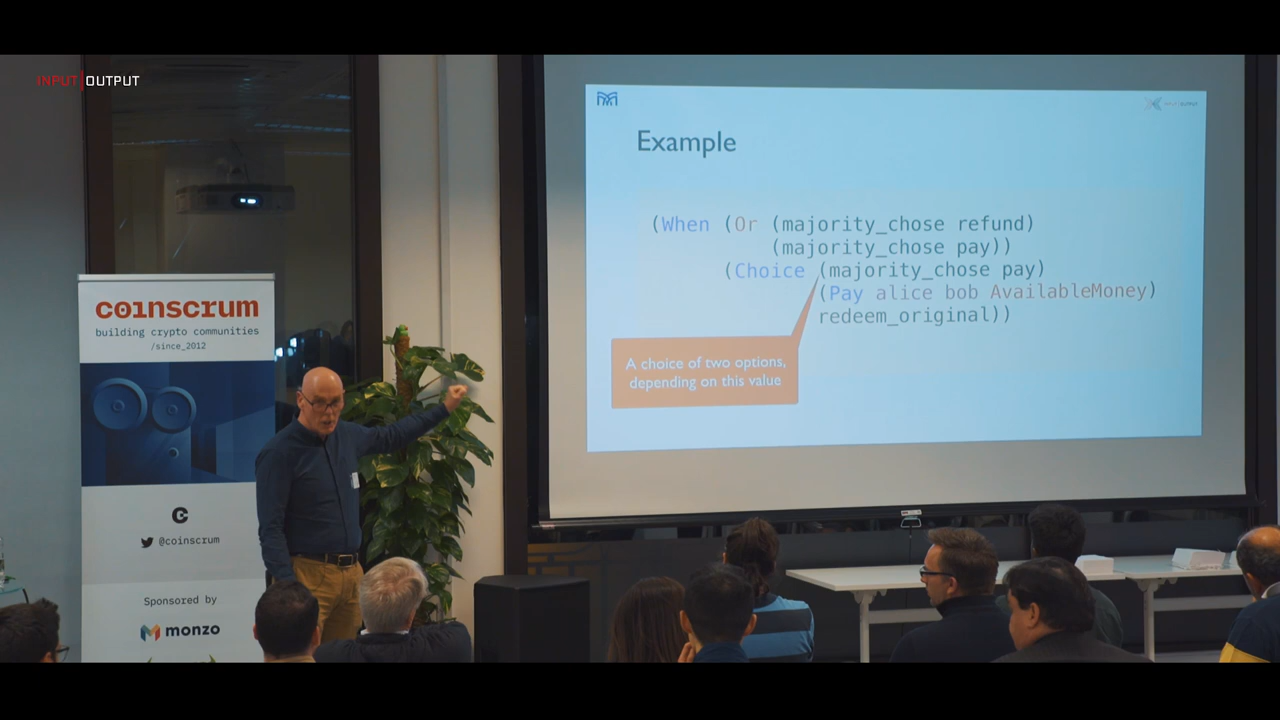 INPUT|OUTPUT
Example
(When (Or (majority_chose refund)
(majority_chose pay))
(Choice (majority_chose pay)
(Pay alice bob AvailableMoney)
redeem_original))
A choice of two options,
depending on this value
coinscrum
building crypto communities
/since_2012
@coinscrum
Sponsored by
monzo